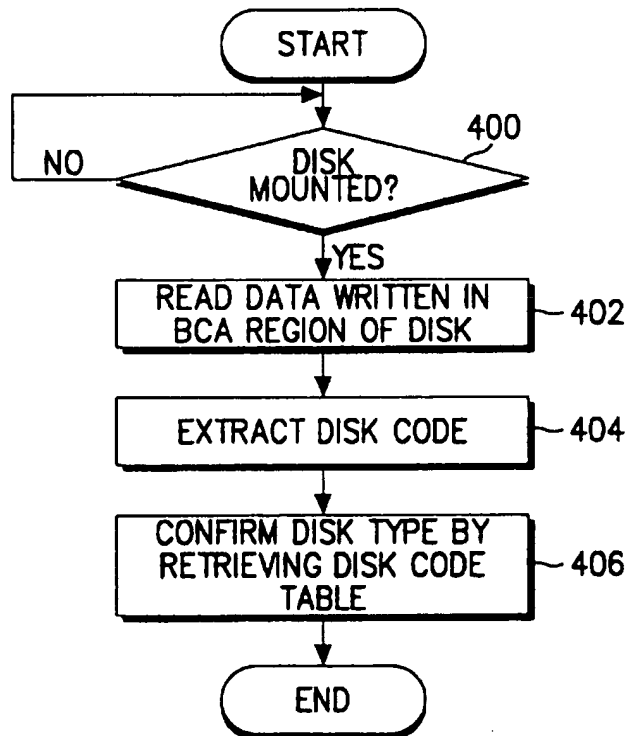 START
400
DISK
MOUNTED?
NO
YES
READ DATA WRITTEN IN
BCA REGION OF DISK
402
EXTRACT DISK CODE
404
CONFIRM DISK TYPE BY
RETRIEVING DISK CODE
TABLE
406
END